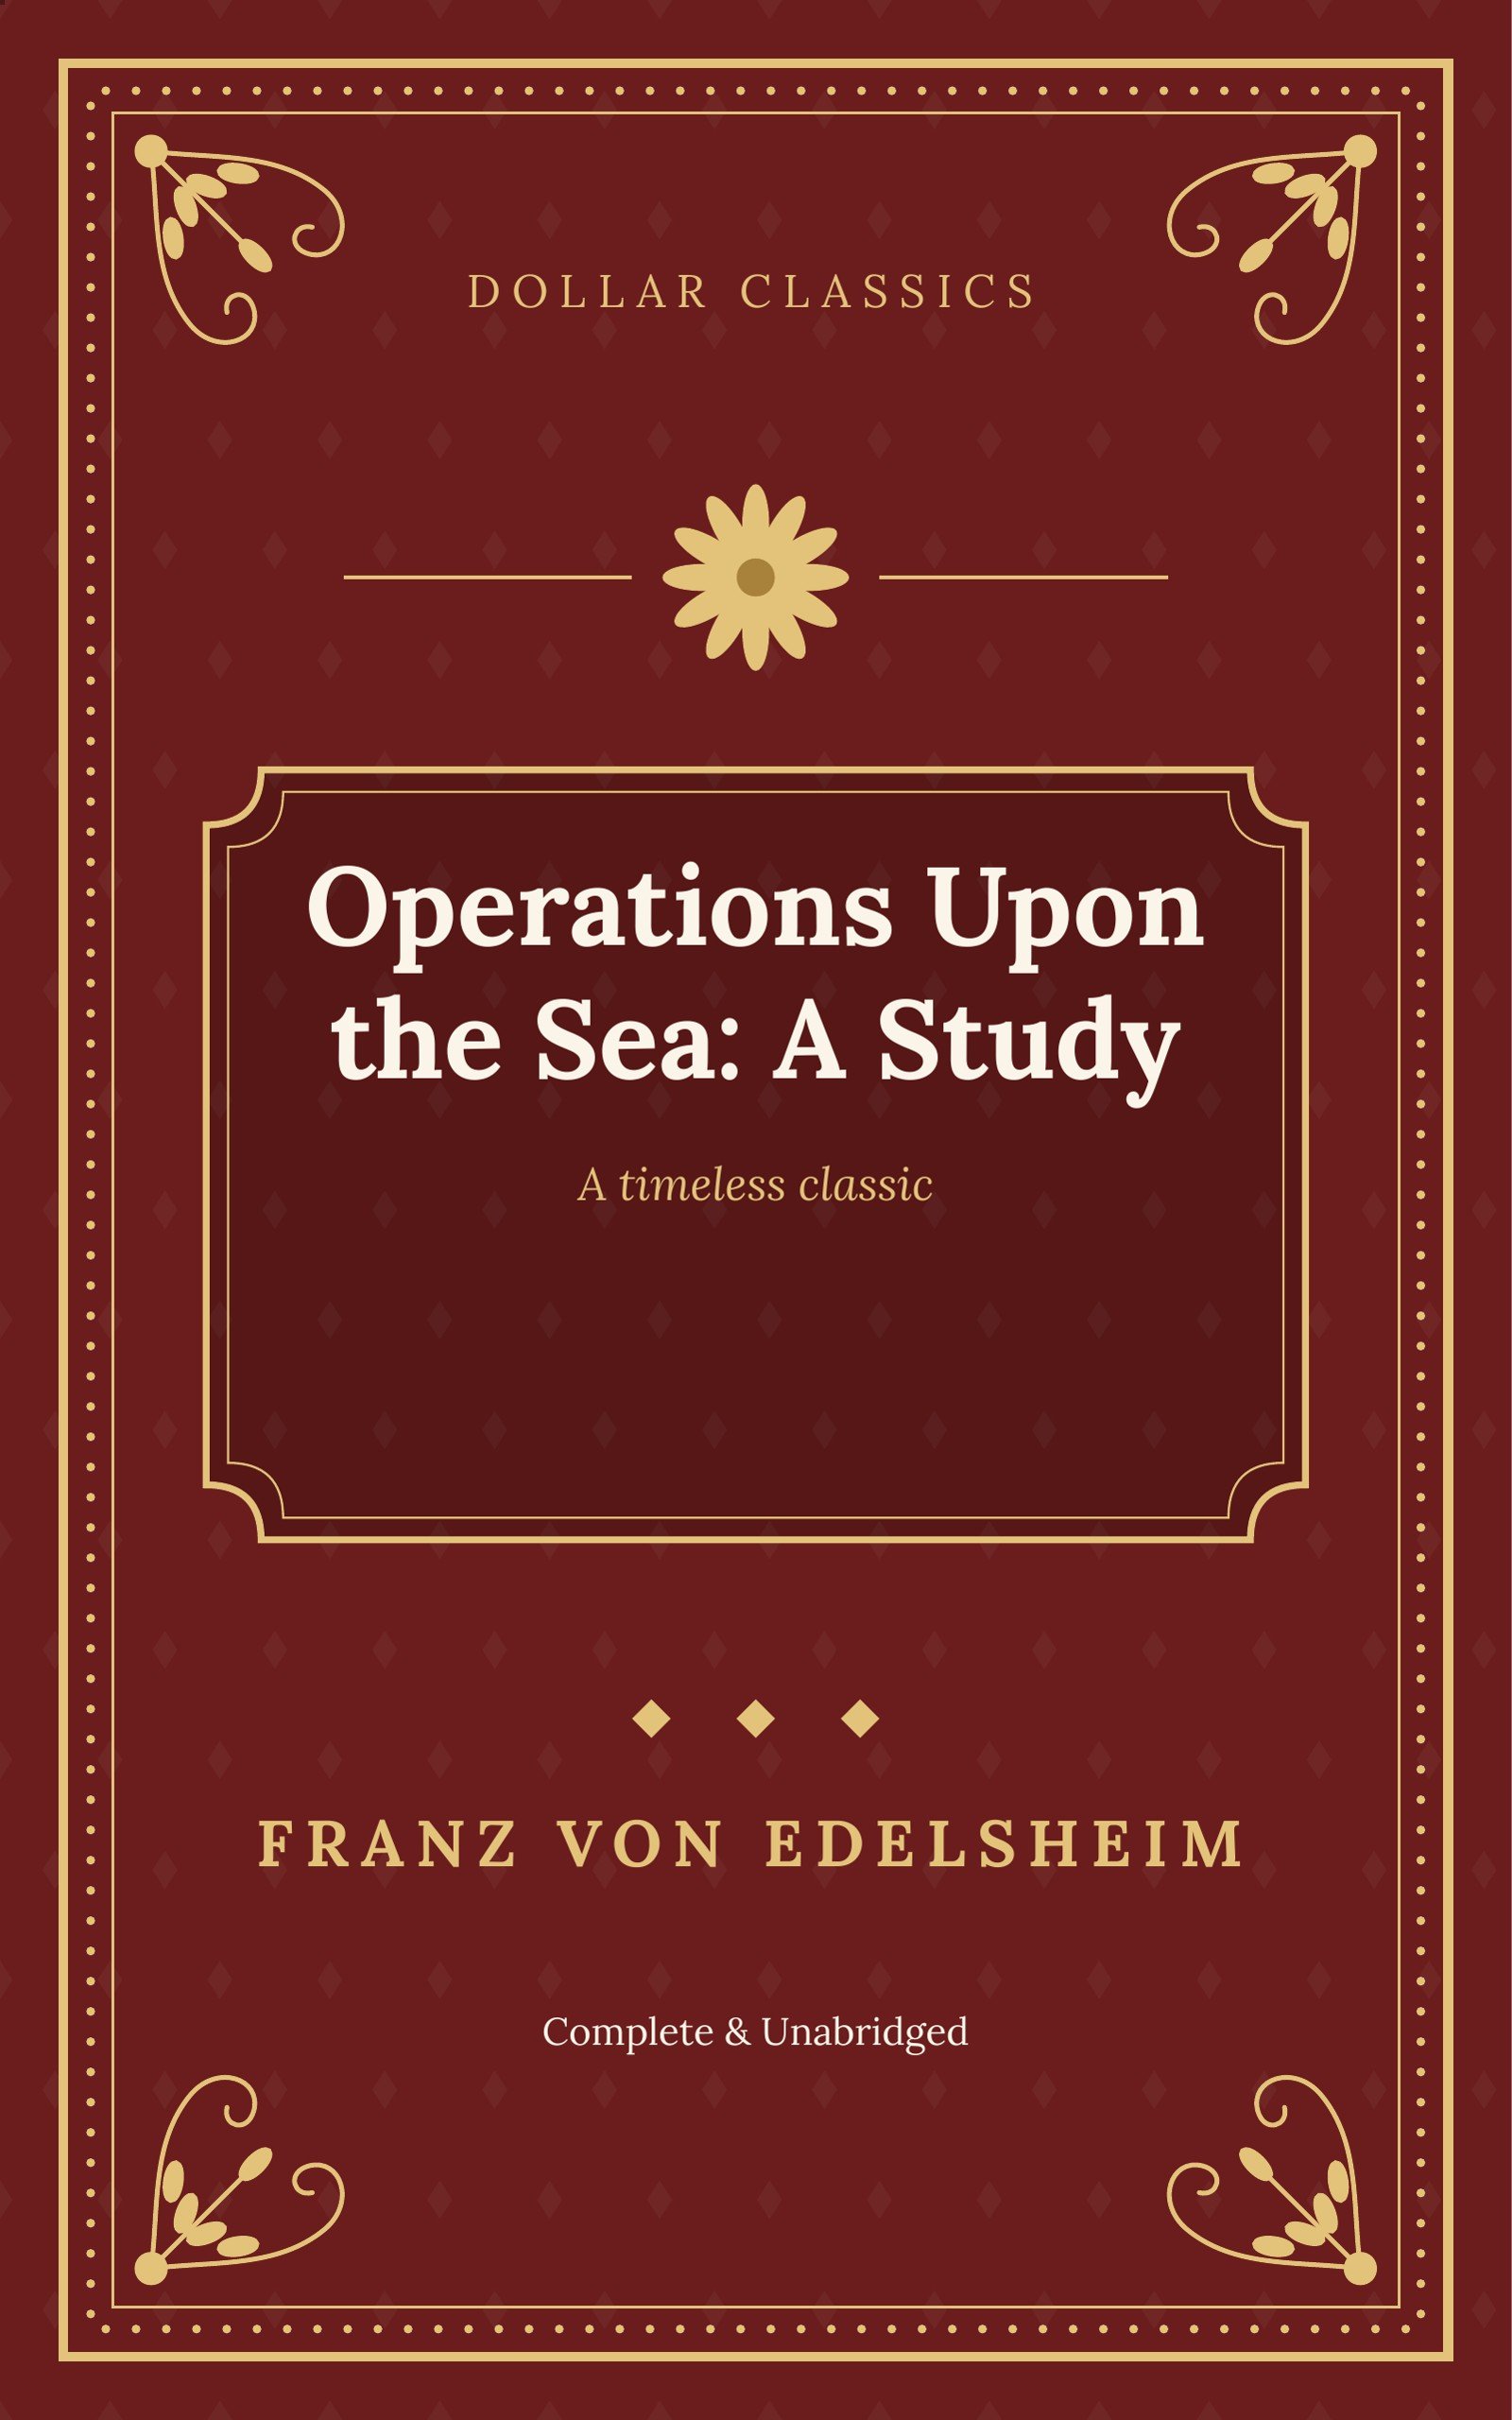 DOLLAR CLASSICS
Operations Upon
the Sea: A Study
A timeless classic
FRANZ VON EDELSHEIM
Complete & Unabridged